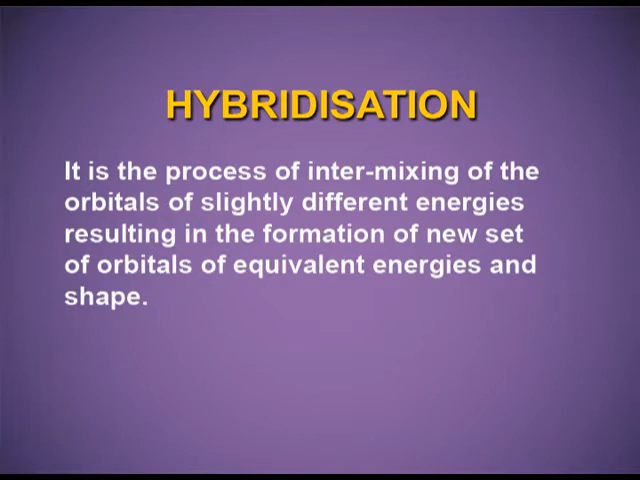 HYBRIDISATION
It is the process of inter-mixing of the
orbitals of slightly different energies
resulting in the formation of new set
of orbitals of equivalent energies and
shape.